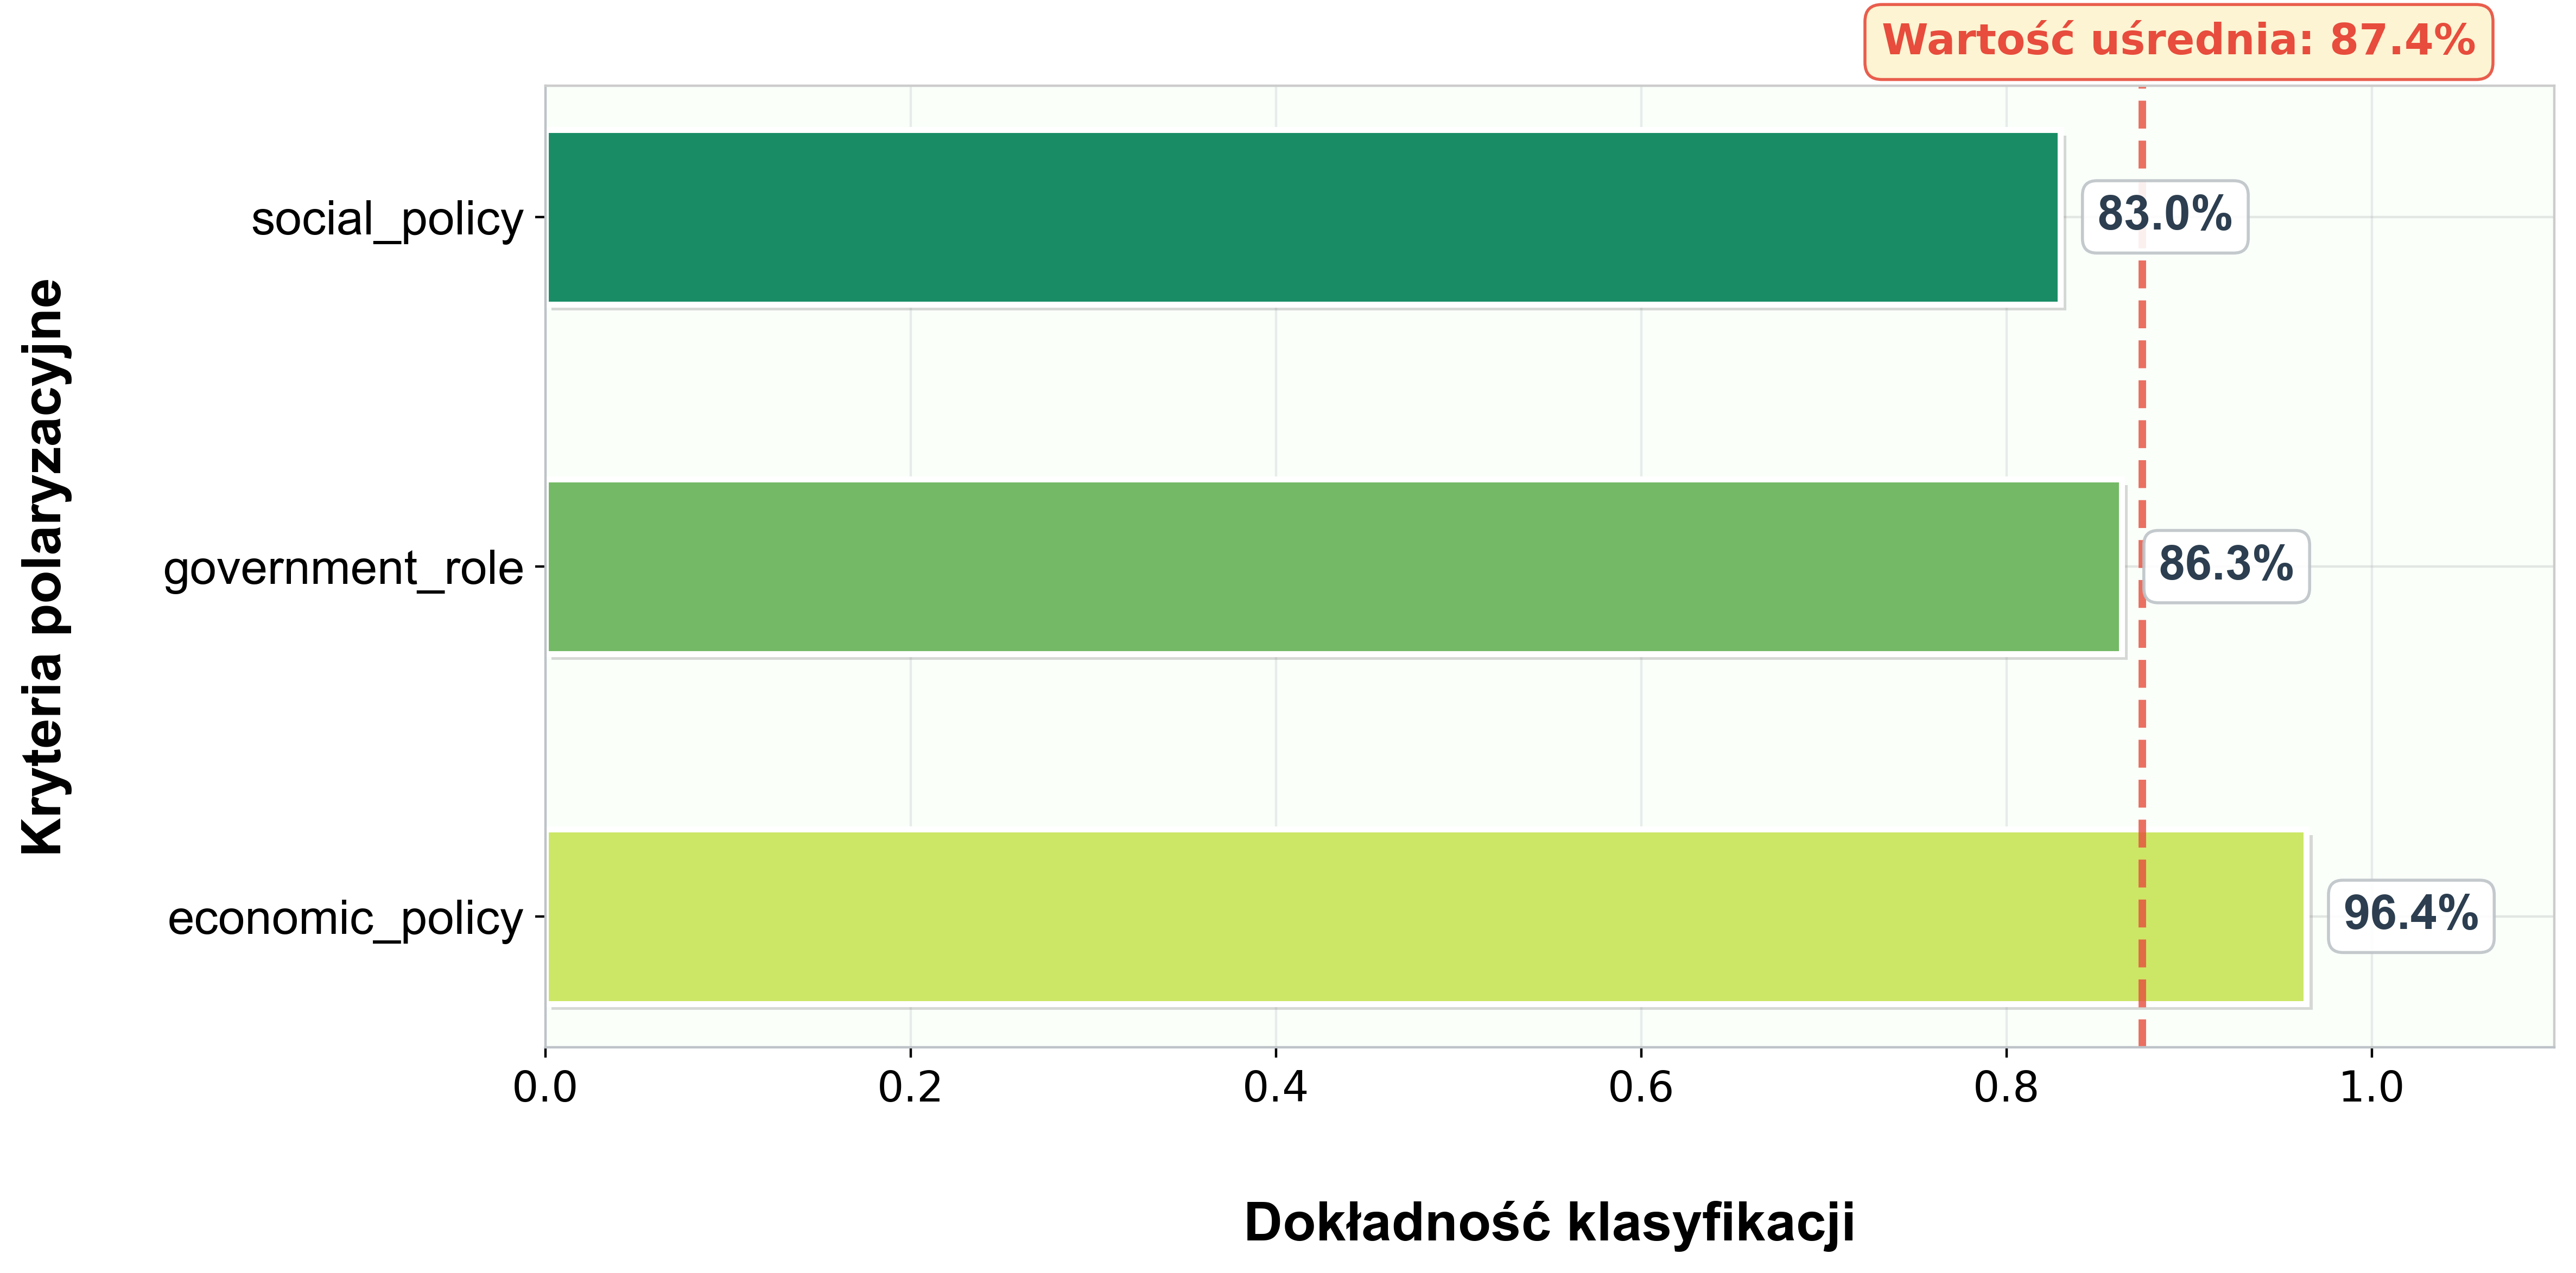 Wartość uśrednia: 87.4%
Kryteria polaryzacyjne
social_policy
83.0%
government_role
86.3%
economic_policy
96.4%
0.0 0.2 0.4 0.6 0.8 1.0
Dokładność klasyfikacji